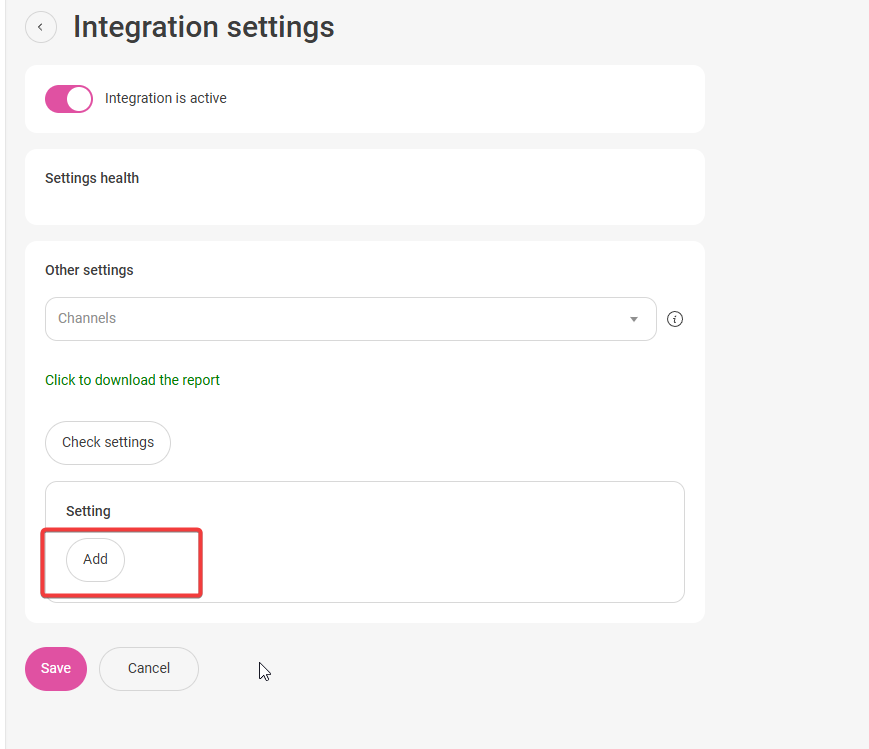 Integration settings
Integration is active
Settings health
Other settings
Channels
Click to download the report
Check settings
Setting
Add
Save
Cancel